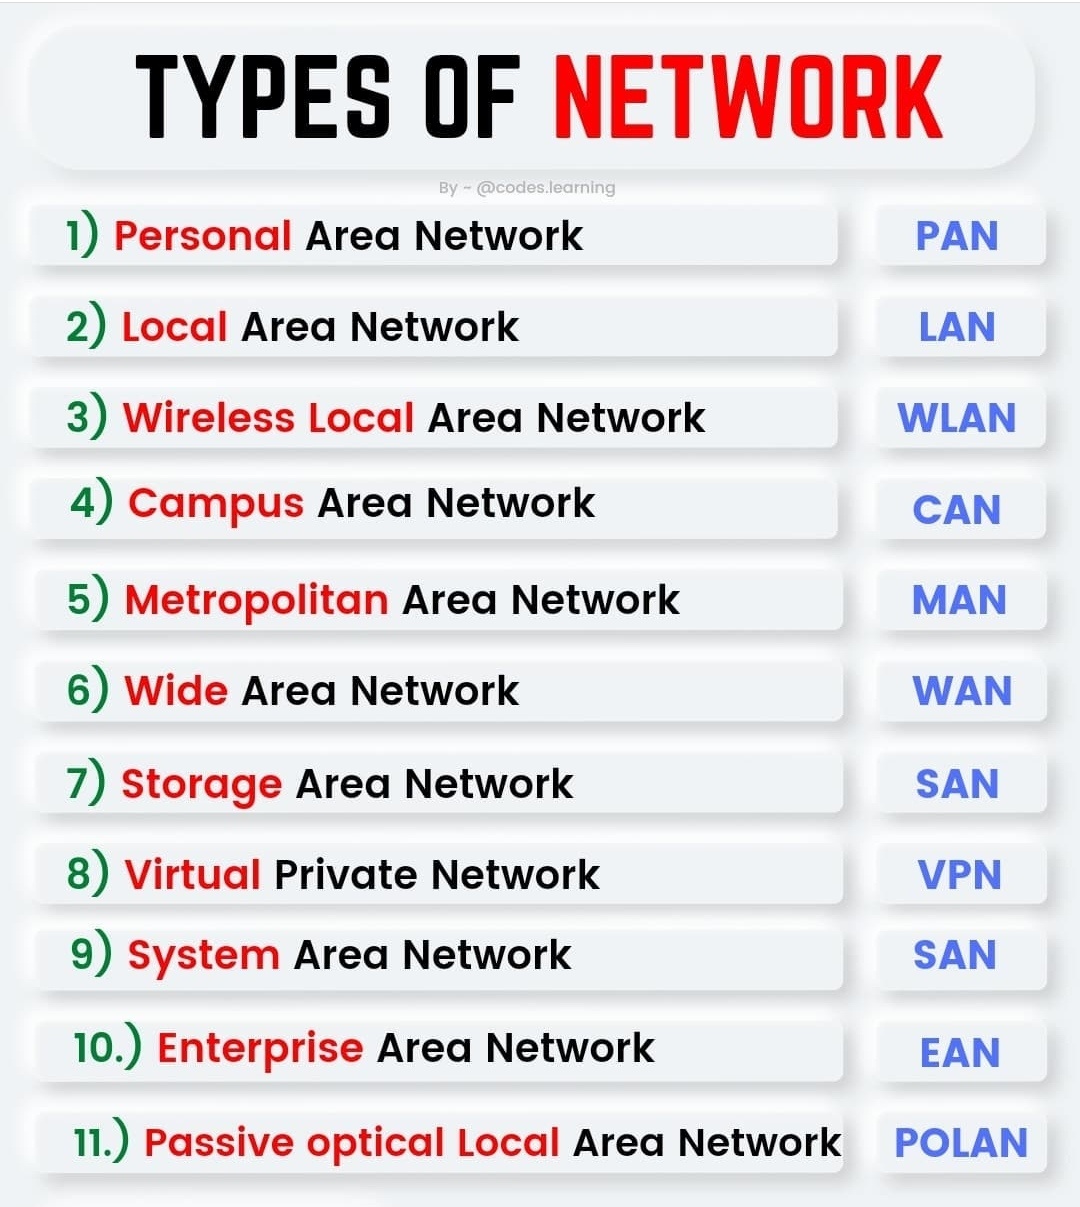 TYPES OF NETWORK
By ~ @codes.learning
1) Personal Area Network PAN
2) Local Area Network LAN
3) Wireless Local Area Network WLAN
4) Campus Area Network CAN
5) Metropolitan Area Network MAN
6) Wide Area Network WAN
7) Storage Area Network SAN
8) Virtual Private Network VPN
9) System Area Network SAN
10.) Enterprise Area Network EAN
11.) Passive optical Local Area Network POLAN